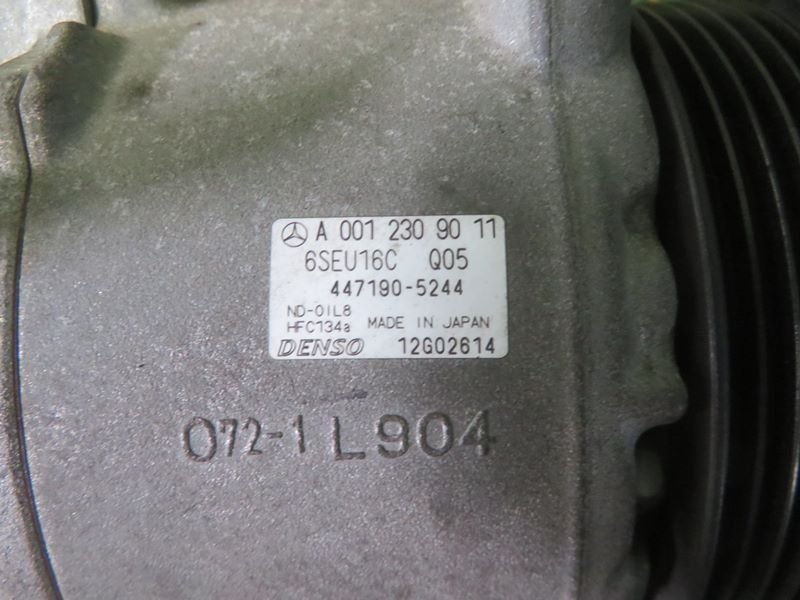 A 001 230 90 11
6SEU16C Q05
447190-5244
ND-OIL8
HFC134a MADE IN JAPAN
DENSO 12G02614
072-1 L904